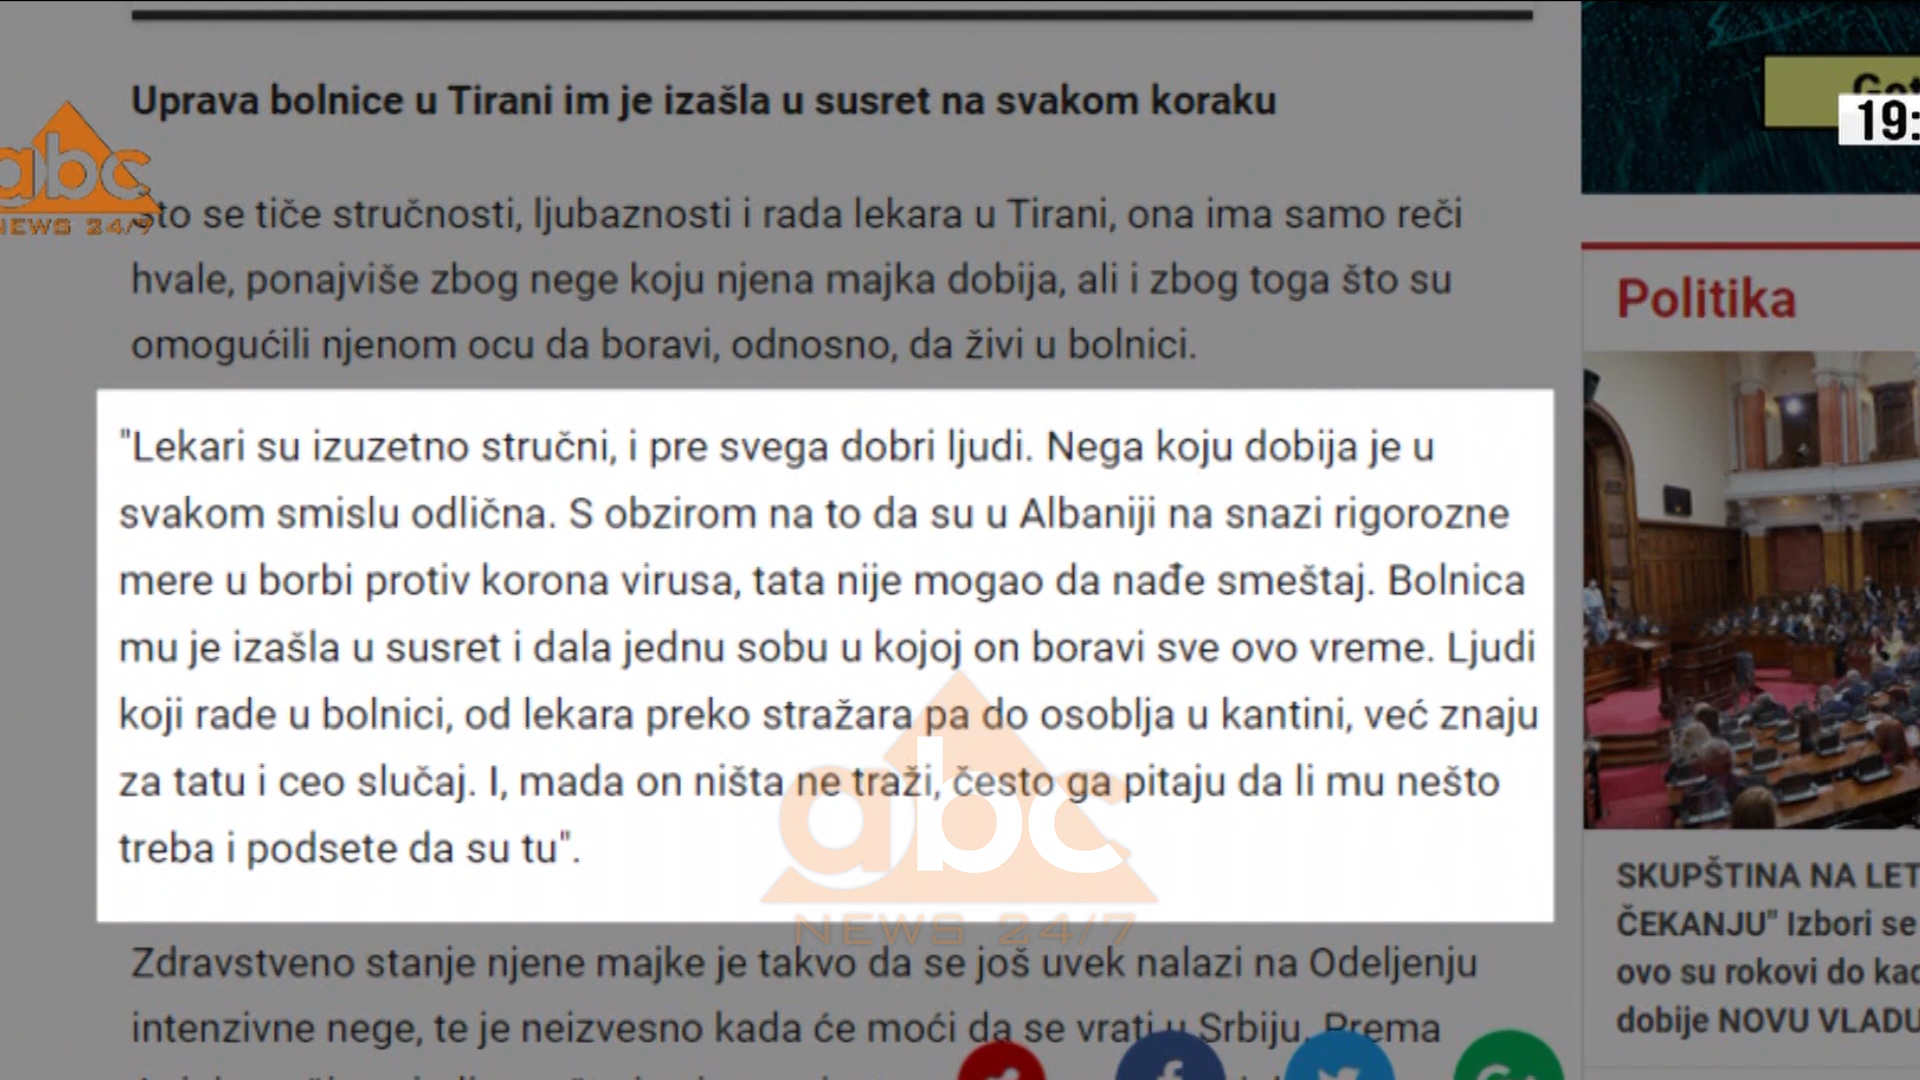 Uprava bolnice u Tirani im je izašla u susret na svakom koraku
Što se tiče stručnosti, ljubaznosti i rada lekara u Tirani, ona ima samo reči
hvale, ponajviše zbog nege koju njena majka dobija, ali i zbog toga što su
omogućili njenom ocu da boravi, odnosno, da živi u bolnici.
"Lekari su izuzetno stručni, i pre svega dobri ljudi. Nega koju dobija je u
svakom smislu odlična. S obzirom na to da su u Albaniji na snazi rigorozne
mere u borbi protiv korona virusa, tata nije mogao da nađe smeštaj. Bolnica
mu je izašla u susret i dala jednu sobu u kojoj on boravi sve ovo vreme. Ljudi
koji rade u bolnici, od lekara preko stražara pa do osoblja u kantini, već znaju
za tatu i ceo slučaj. I, mada on ništa ne traži, često ga pitaju da li mu nešto
treba i podsete da su tu".
Zdravstveno stanje njene majke je takvo da se još uvek nalazi na Odeljenju
intenzivne nege, te je neizvesno kada će moći da se vrati u Srbiju. Prema
abc
NEWS 24/7
abc
NEWS 24/7
19:
Politika
SKUPŠTINA NA LET
ČEKANJU" Izbori se
ovo su rokovi do kad
dobije NOVU VLADU